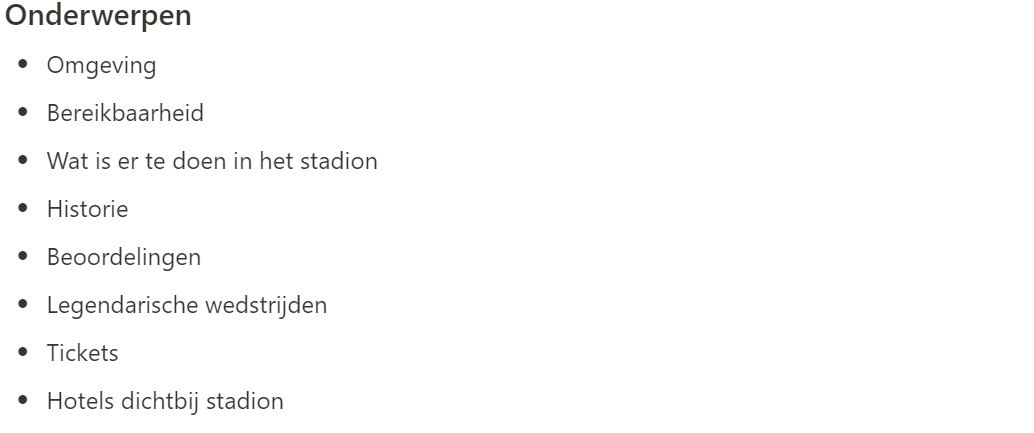 Onderwerpen
• Omgeving
• Bereikbaarheid
• Wat is er te doen in het stadion
• Historie
• Beoordelingen
• Legendarische wedstrijden
• Tickets
• Hotels dichtbij stadion